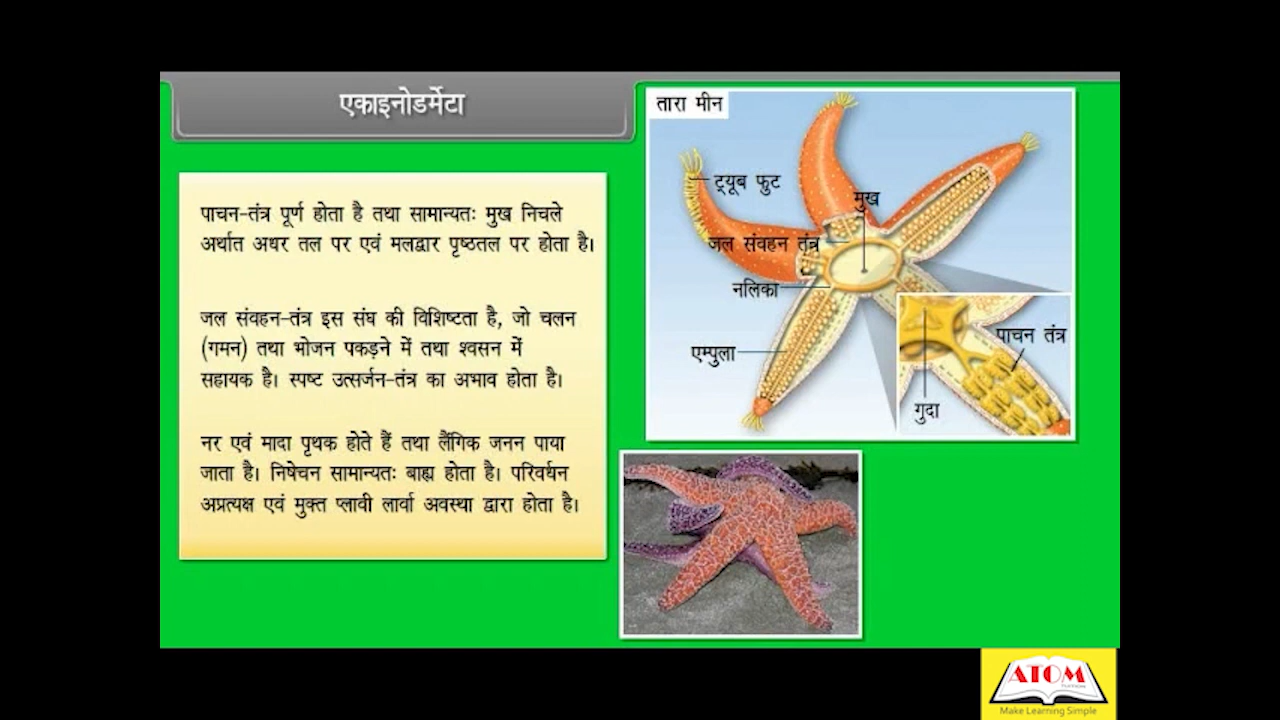 एकाइनोडर्मेटा
पाचन-तंत्र पूर्ण होता है तथा सामान्यतः मुख निचले
अर्थात अधर तल पर एवं मलद्वार पृष्ठतल पर होता है।
जल संवहन-तंत्र इस संघ की विशिष्टता है, जो चलन
(गमन) तथा भोजन पकड़ने में तथा श्वसन में
सहायक है। स्पष्ट उत्सर्जन-तंत्र का अभाव होता है।
नर एवं मादा पृथक होते हैं तथा लैंगिक जनन पाया
जाता है। निषेचन सामान्यतः बाह्य होता है। परिवर्धन
अप्रत्यक्ष एवं मुक्त प्लावी लार्वा अवस्था द्वारा होता है।
तारा मीन
ट्यूब फुट
मुख
जल संवहन तंत्र
नलिका
एम्पुला
पाचन तंत्र
गुदा
ATOM
Make Learning Simple